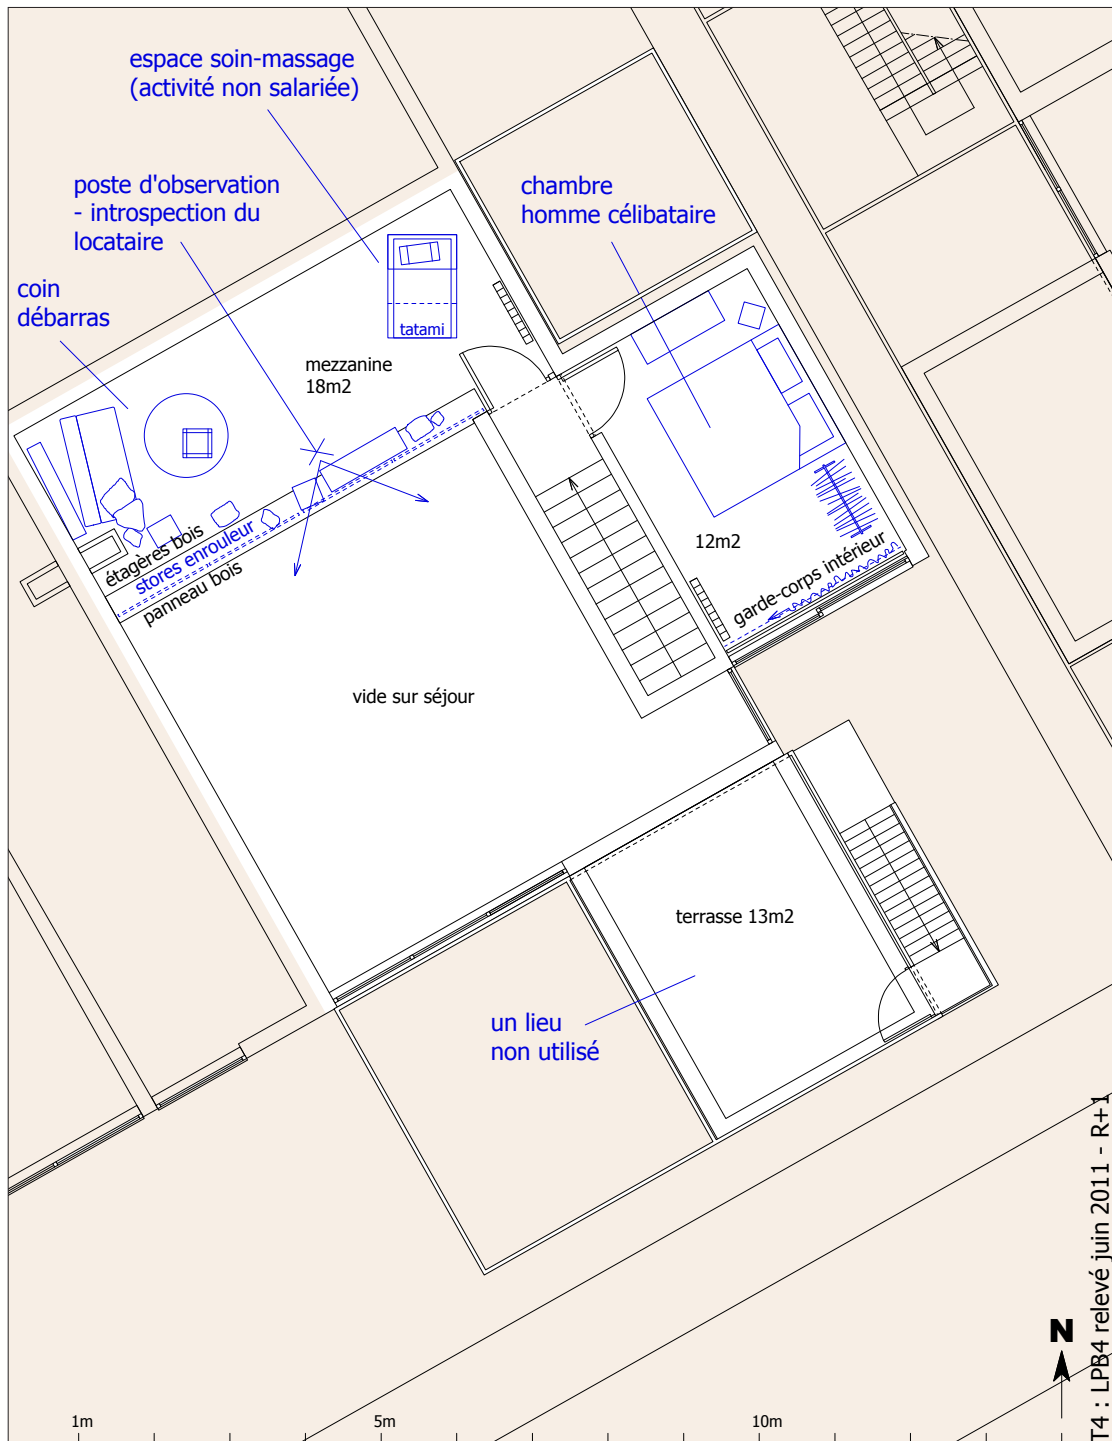 espace soin-massage
(activité non salariée)
poste d'observation
- introspection du
locataire
chambre
homme célibataire
coin
débarras
tatami
mezzanine
18m2
12m2
étagères bois
stores enrouleur
panneau bois
garde-corps intérieur
vide sur séjour
terrasse 13m2
un lieu
non utilisé
N
T4 : LPB4 relevé juin 2011 - R+1
1m
5m
10m